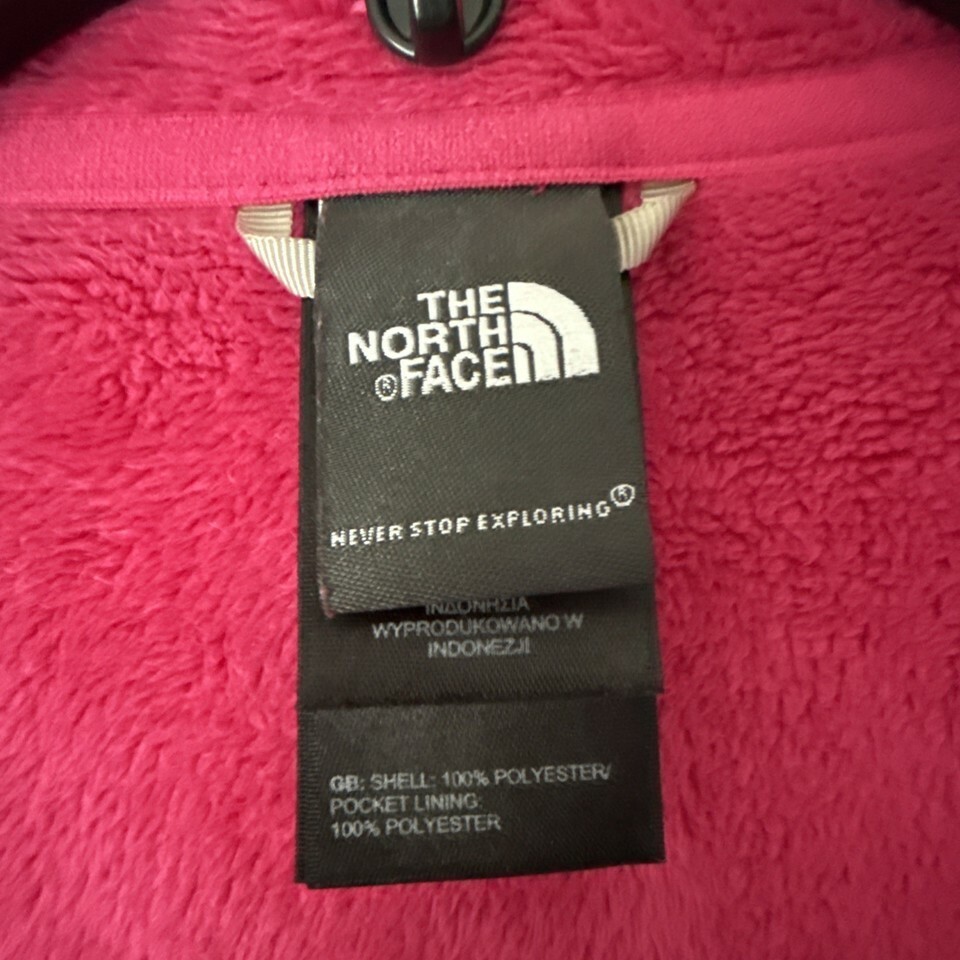 THE
NORTH
®FACE
NEVER STOP EXPLORING®
ΙΝΔΟΝΗΣΙΑ
WYPRODUKOWANO W
INDONEZJI
GB: SHELL: 100% POLYESTER/
POCKET LINING:
100% POLYESTER